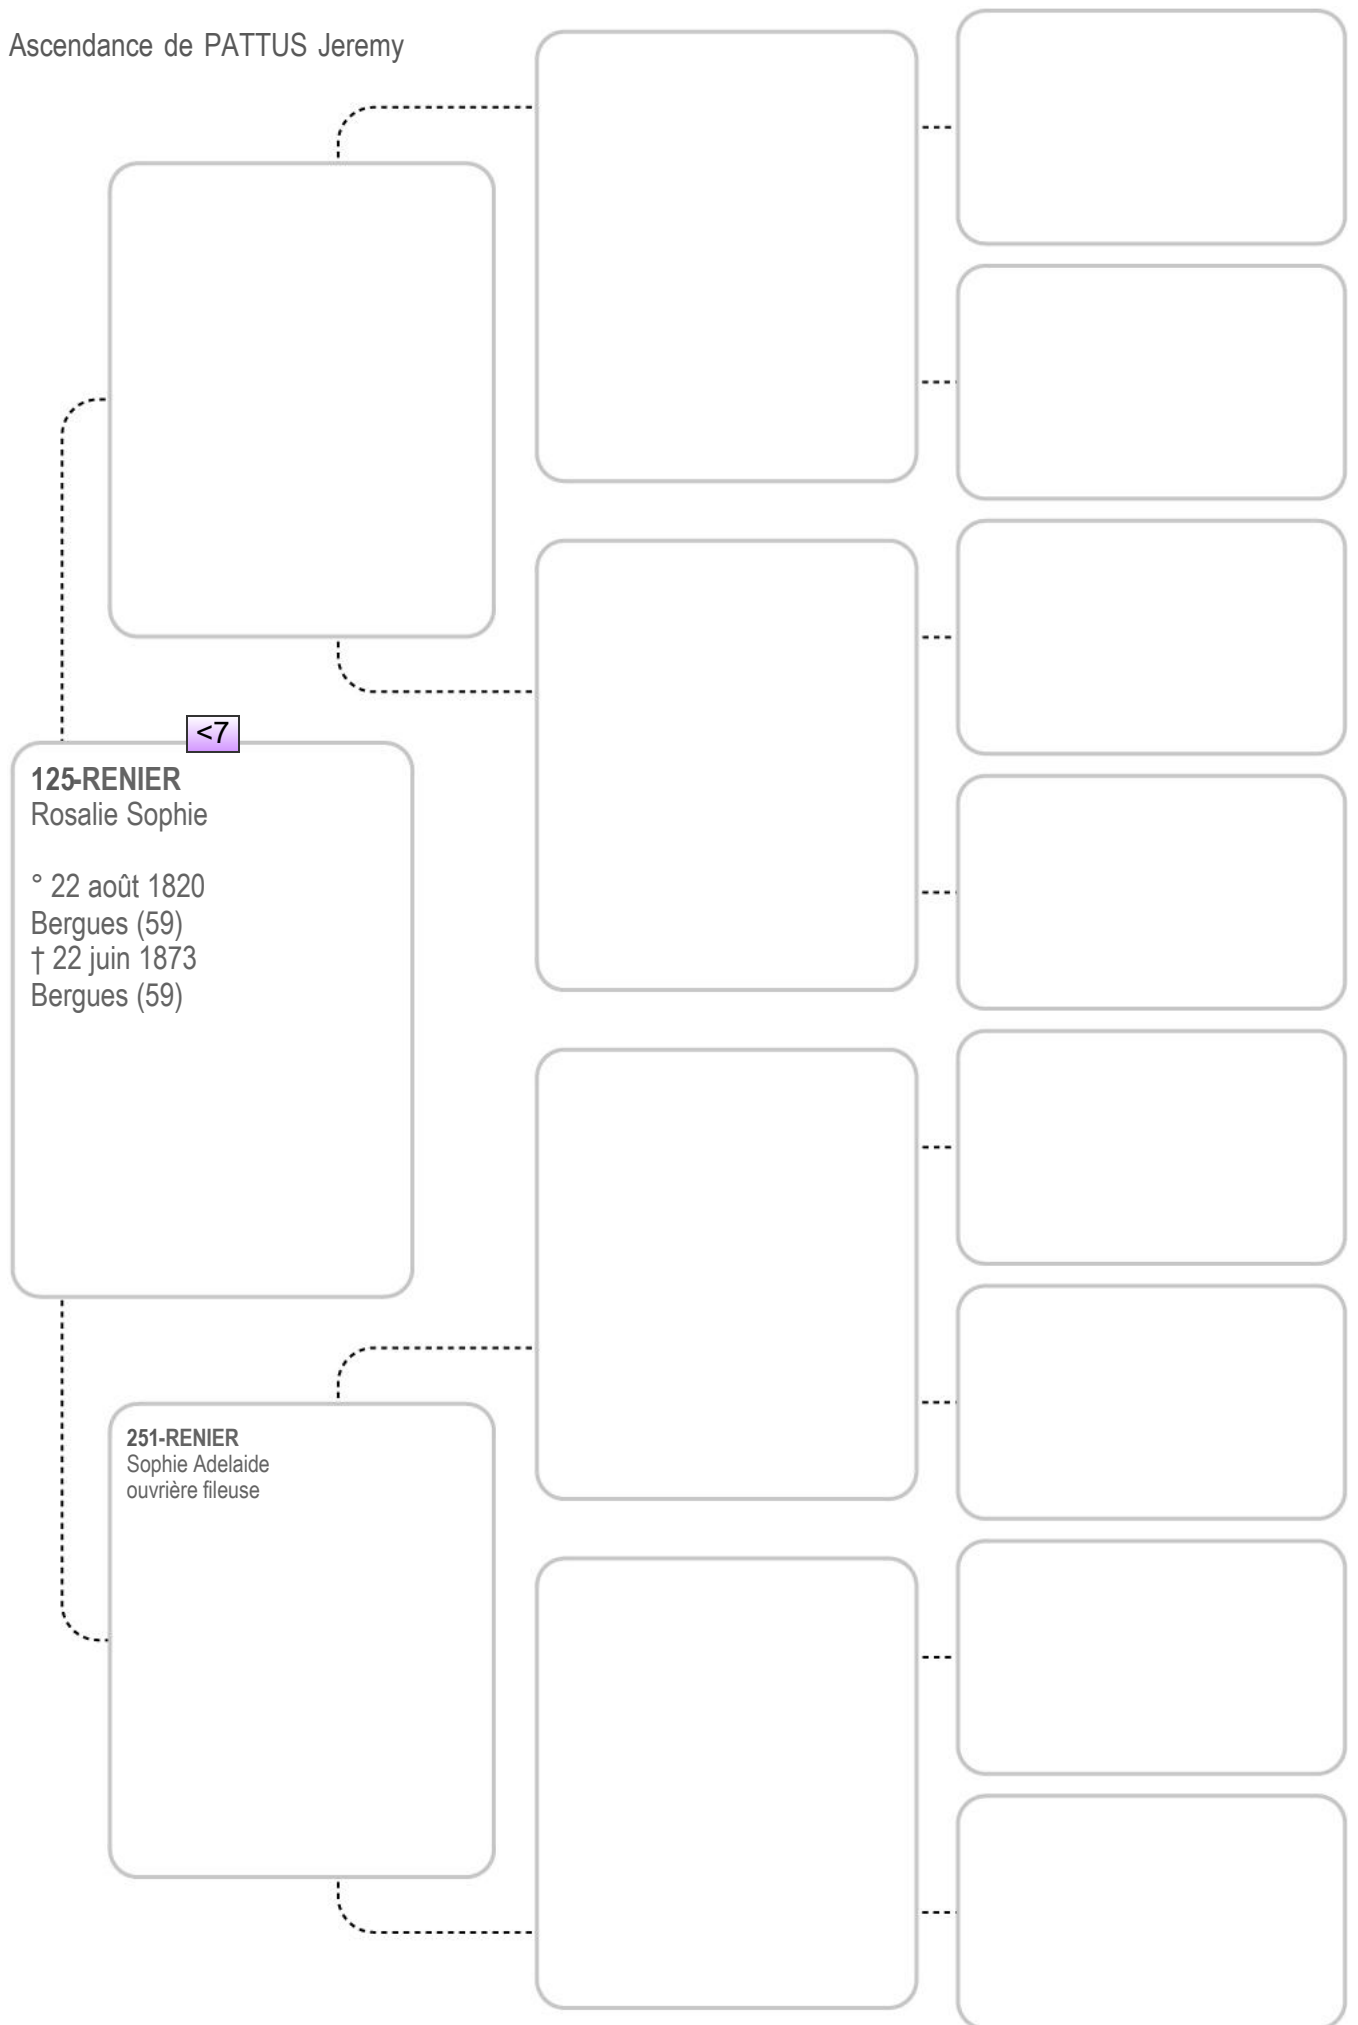 Ascendance de PATTUS Jeremy
<7
125-RENIER
Rosalie Sophie
° 22 août 1820
Bergues (59)
† 22 juin 1873
Bergues (59)
251-RENIER
Sophie Adelaide
ouvrière fileuse